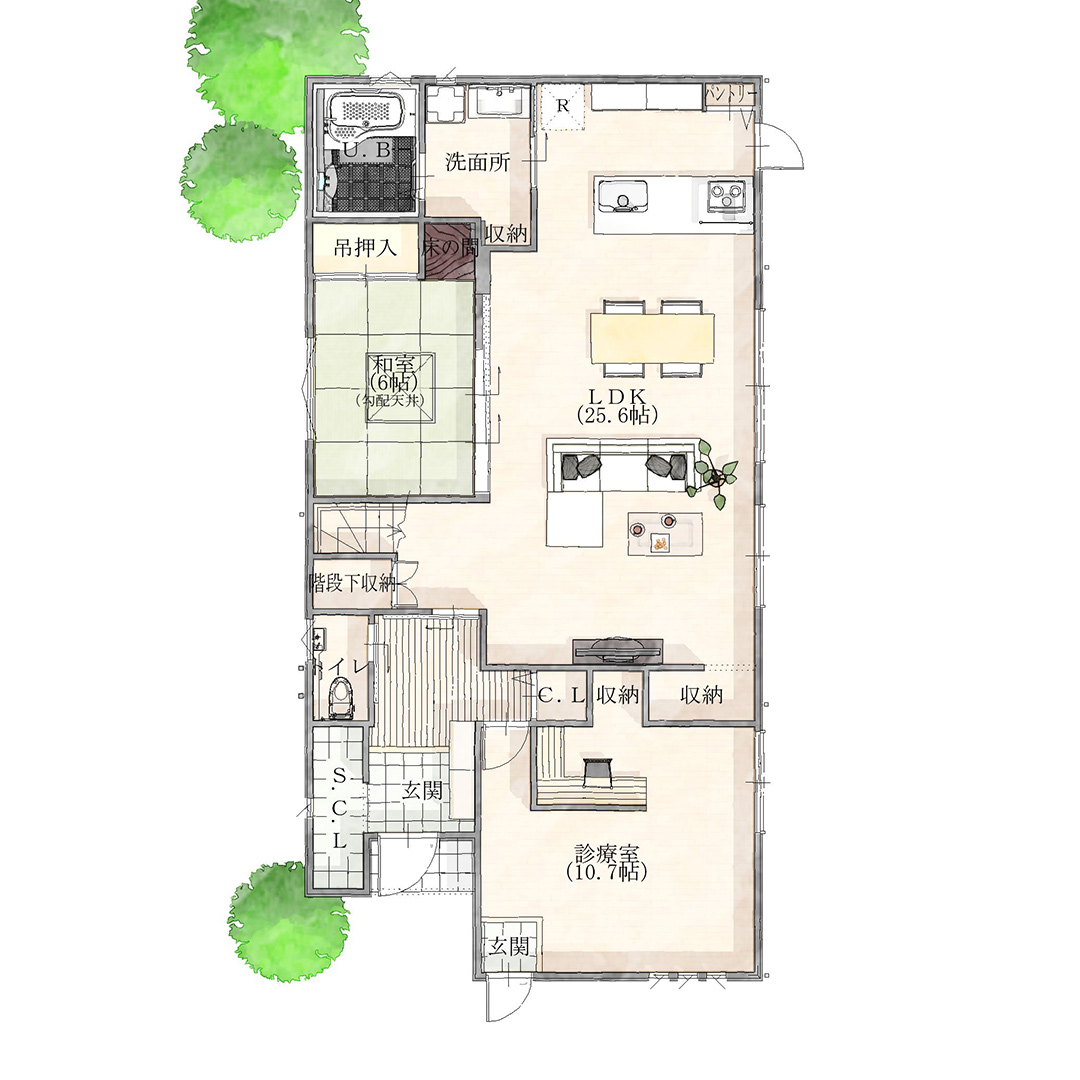 R
パントリー
U.B
洗面所
収納
吊押入
床の間
和室
(6帖)
(勾配天井)
LDK
(25.6帖)
階段下収納
トイレ
C.L
収納
収納
S.C.L
玄関
診療室
(10.7帖)
玄関